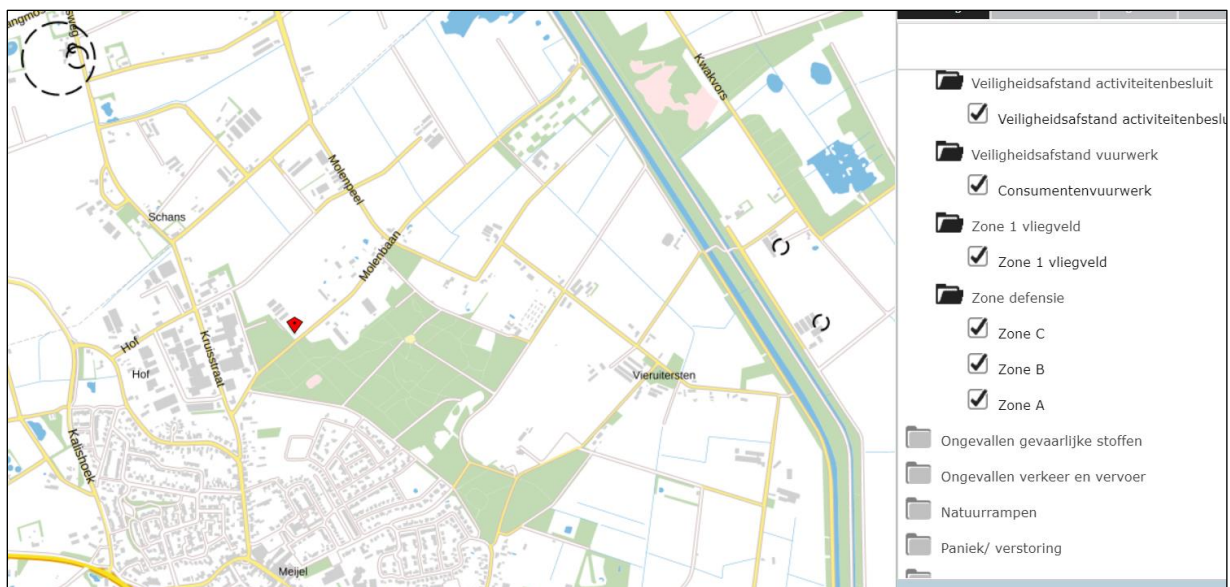 Veiligheidsafstand activiteitenbesluit
Veiligheidsafstand activiteitenbeslu
Veiligheidsafstand vuurwerk
Consumentenvuurwerk
Zone 1 vliegveld
Zone 1 vliegveld
Zone defensie
Zone C
Zone B
Zone A
Ongevallen gevaarlijke stoffen
Ongevallen verkeer en vervoer
Natuurrampen
Paniek/ verstoring
Kwakvors
Molenpeel
Schans
Molenbaan
Hof
Kruisstraat
Hof
Vieruitersten
Kalishoek
Meijel